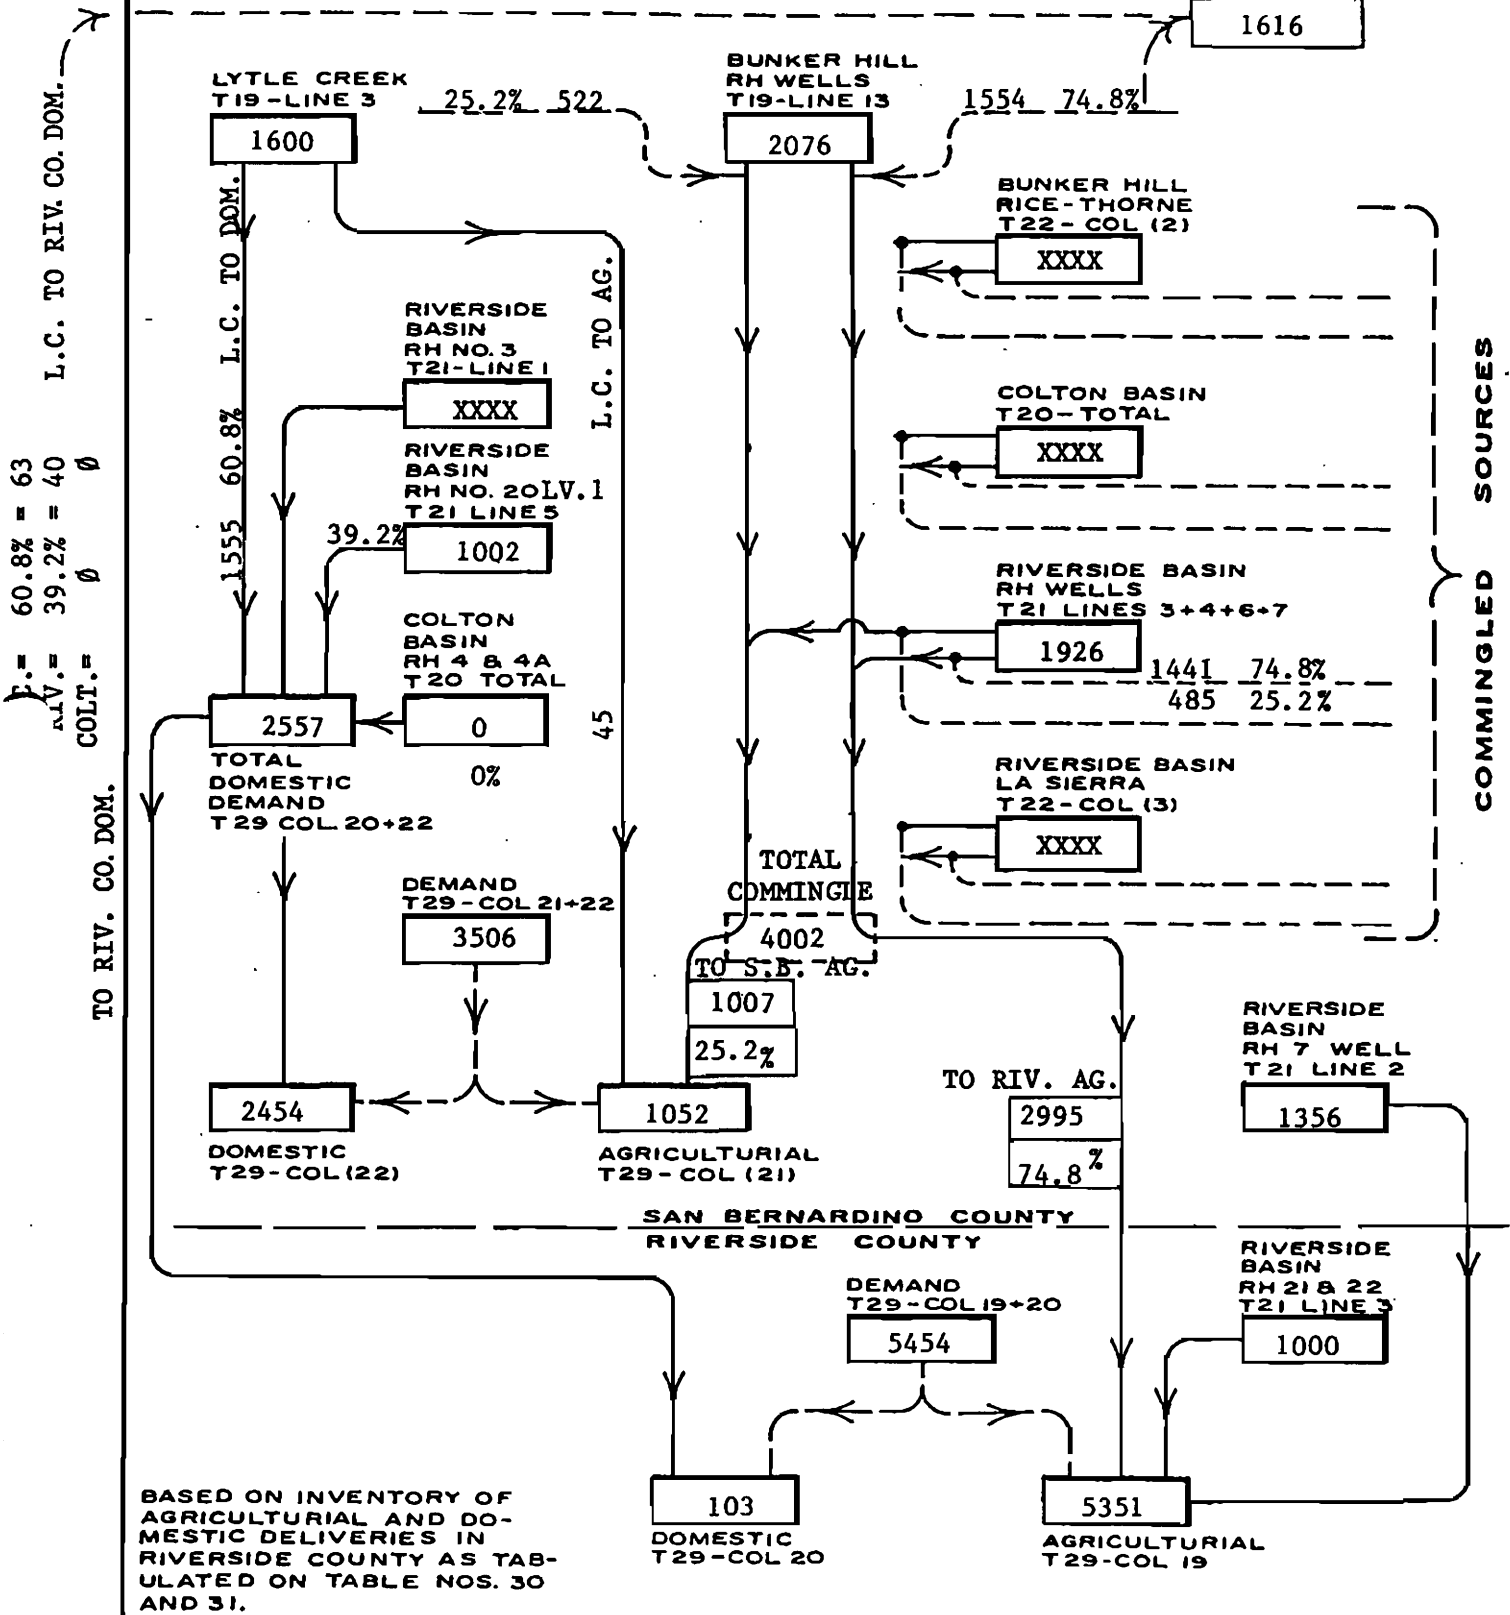 1616
LYTLE CREEK
T19-LINE 3
1600
25.2% 522
BUNKER HILL
RH WELLS
T19-LINE 13
2076
1554 74.8%
BUNKER HILL
RICE-THORNE
T22-COL (2)
XXXX
COLTON BASIN
T20-TOTAL
XXXX
RIVERSIDE BASIN
RH WELLS
T21 LINES 3+4+6+7
1926
1441 74.8%
485 25.2%
RIVERSIDE BASIN
LA SIERRA
T22-COL (3)
XXXX
COMMINGLED SOURCES
L.C. TO RIV. CO. DOM.
= 60.8% = 63
= 39.2% = 40
COLT.= Ø Ø
TO RIV. CO. DOM.
1555 60.8% L.C. TO DOM.
L.C. TO AG.
45
RIVERSIDE
BASIN
RH NO. 3
T21-LINE 1
XXXX
RIVERSIDE
BASIN
RH NO. 20LV.1
T21 LINE 5
39.2%
1002
COLTON
BASIN
RH 4 & 4A
T20 TOTAL
0
0%
2557
TOTAL
DOMESTIC
DEMAND
T29 COL. 20+22
DEMAND
T29-COL 21+22
3506
TOTAL
COMMINGLE
4002
TO S.B. AG.
1007
25.2%
2454
DOMESTIC
T29-COL (22)
1052
AGRICULTURIAL
T29-COL (21)
TO RIV. AG.
2995
74.8%
RIVERSIDE
BASIN
RH 7 WELL
T21 LINE 2
1356
SAN BERNARDINO COUNTY
RIVERSIDE COUNTY
RIVERSIDE
BASIN
RH 21 & 22
T21 LINE 3
1000
DEMAND
T29-COL 19+20
5454
103
DOMESTIC
T29-COL 20
5351
AGRICULTURIAL
T29-COL 19
BASED ON INVENTORY OF
AGRICULTURIAL AND DO-
MESTIC DELIVERIES IN
RIVERSIDE COUNTY AS TAB-
ULATED ON TABLE NOS. 30
AND 31.